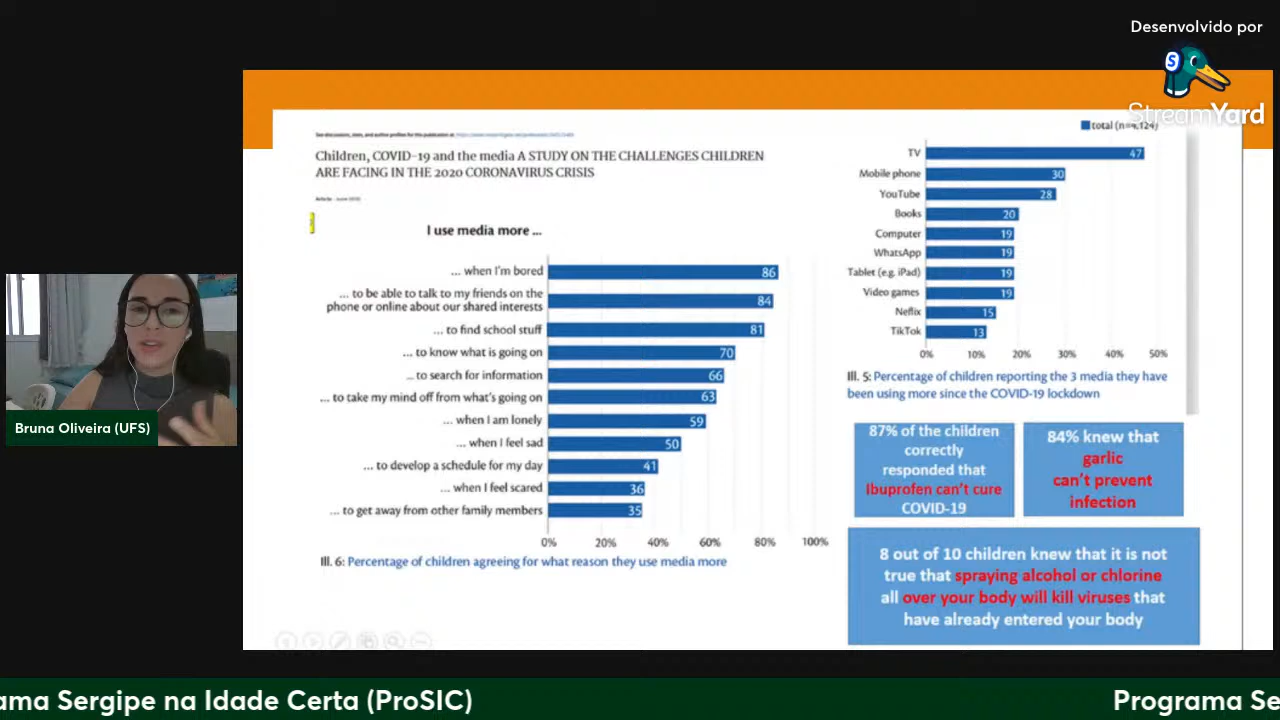 Desenvolvido por
StreamYard
Children, COVID-19 and the media A STUDY ON THE CHALLENGES CHILDREN
ARE FACING IN THE 2020 CORONAVIRUS CRISIS
I use media more ...
... when I'm bored 86
... to be able to talk to my friends on the
phone or online about our shared interests 84
... to find school stuff 81
... to know what is going on 70
... to search for information 66
... to take my mind off from what's going on 63
... when I am lonely 59
... when I feel sad 50
... to develop a schedule for my day 41
... when I feel scared 36
... to get away from other family members 35
0% 20% 40% 60% 80% 100%
Ill. 6: Percentage of children agreeing for what reason they use media more
total
TV 47
Mobile phone 30
YouTube 28
Books 20
Computer 19
WhatsApp 19
Tablet (e.g. iPad) 19
Video games 19
Neflix 15
TikTok 13
0% 10% 20% 30% 40% 50%
Ill. 5: Percentage of children reporting the 3 media they have
been using more since the COVID-19 lockdown
87% of the children
correctly
responded that
Ibuprofen can't cure
COVID-19
84% knew that
garlic
can't prevent
infection
8 out of 10 children knew that it is not
true that spraying alcohol or chlorine
all over your body will kill viruses that
have already entered your body
Bruna Oliveira (UFS)
ama Sergipe na Idade Certa (ProSIC)
Programa Se